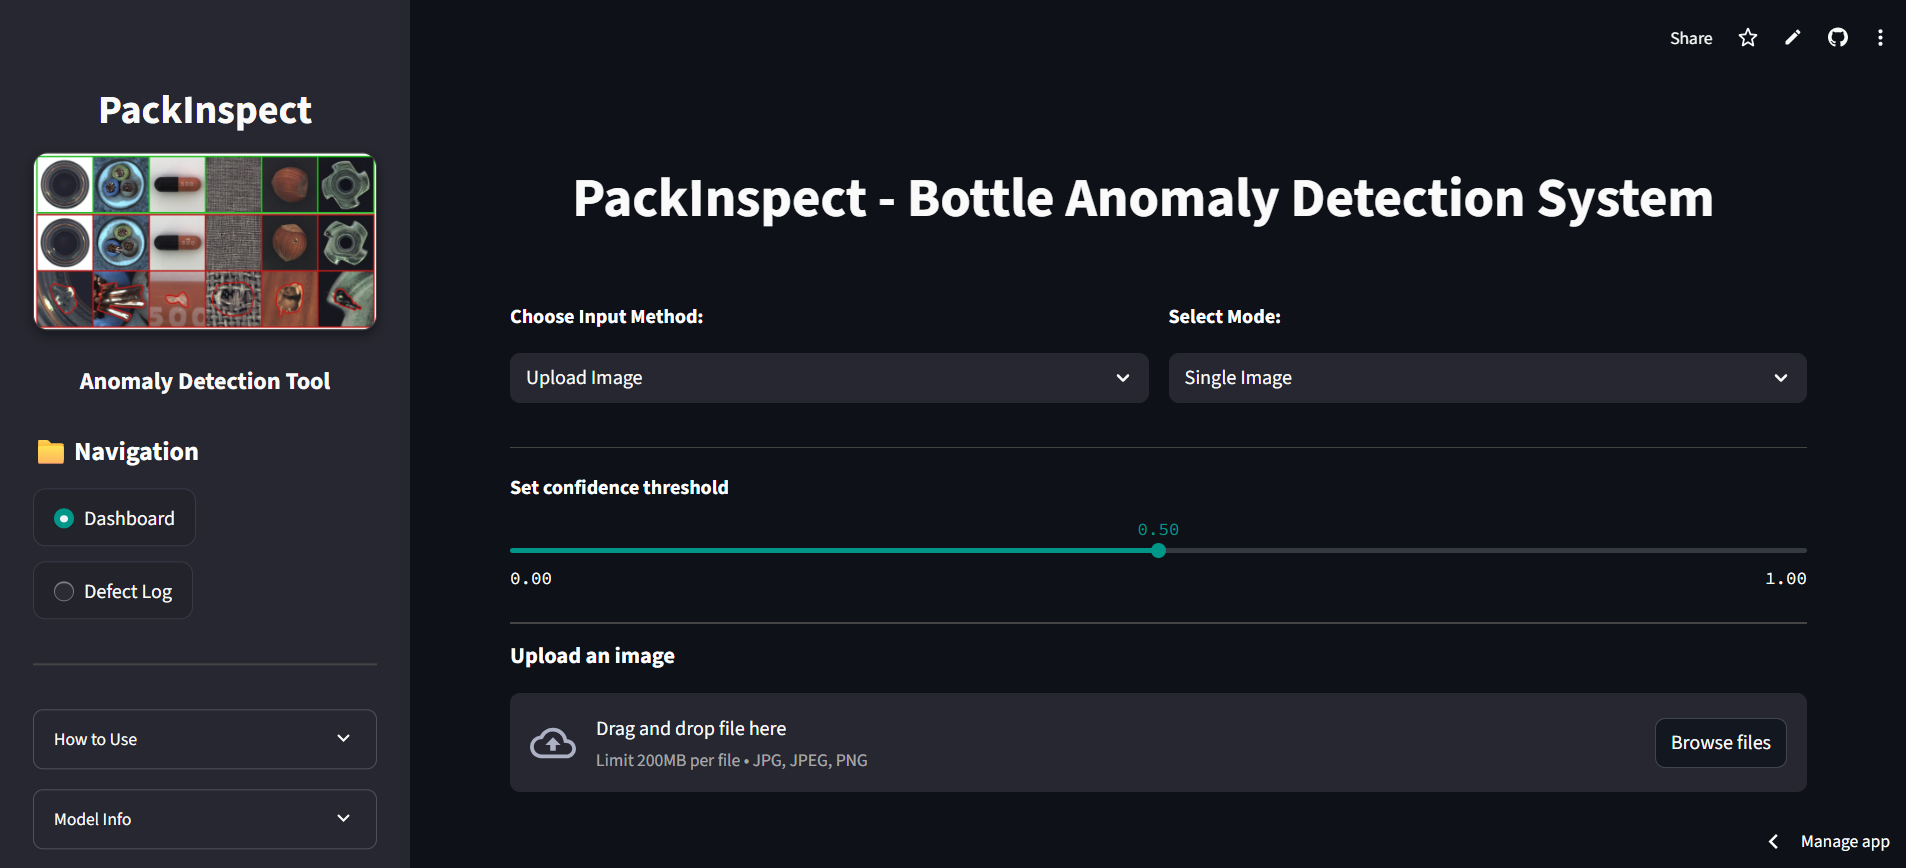 Share
PackInspect
500
Anomaly Detection Tool
Navigation
Dashboard
Defect Log
How to Use
Model Info
PackInspect - Bottle Anomaly Detection System
Choose Input Method:
Select Mode:
Upload Image
Single Image
Set confidence threshold
0.50
0.00
1.00
Upload an image
Drag and drop file here
Limit 200MB per file • JPG, JPEG, PNG
Browse files
Manage app